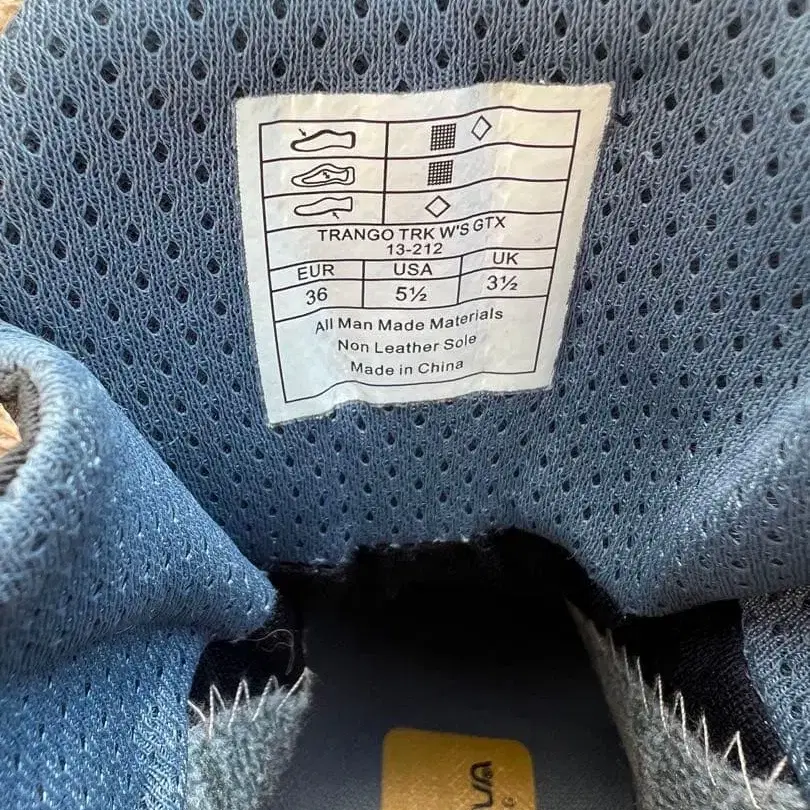 TRANGO TRK W'S GTX
13-212
EUR USA UK
36 5½ 3½
All Man Made Materials
Non Leather Sole
Made in China